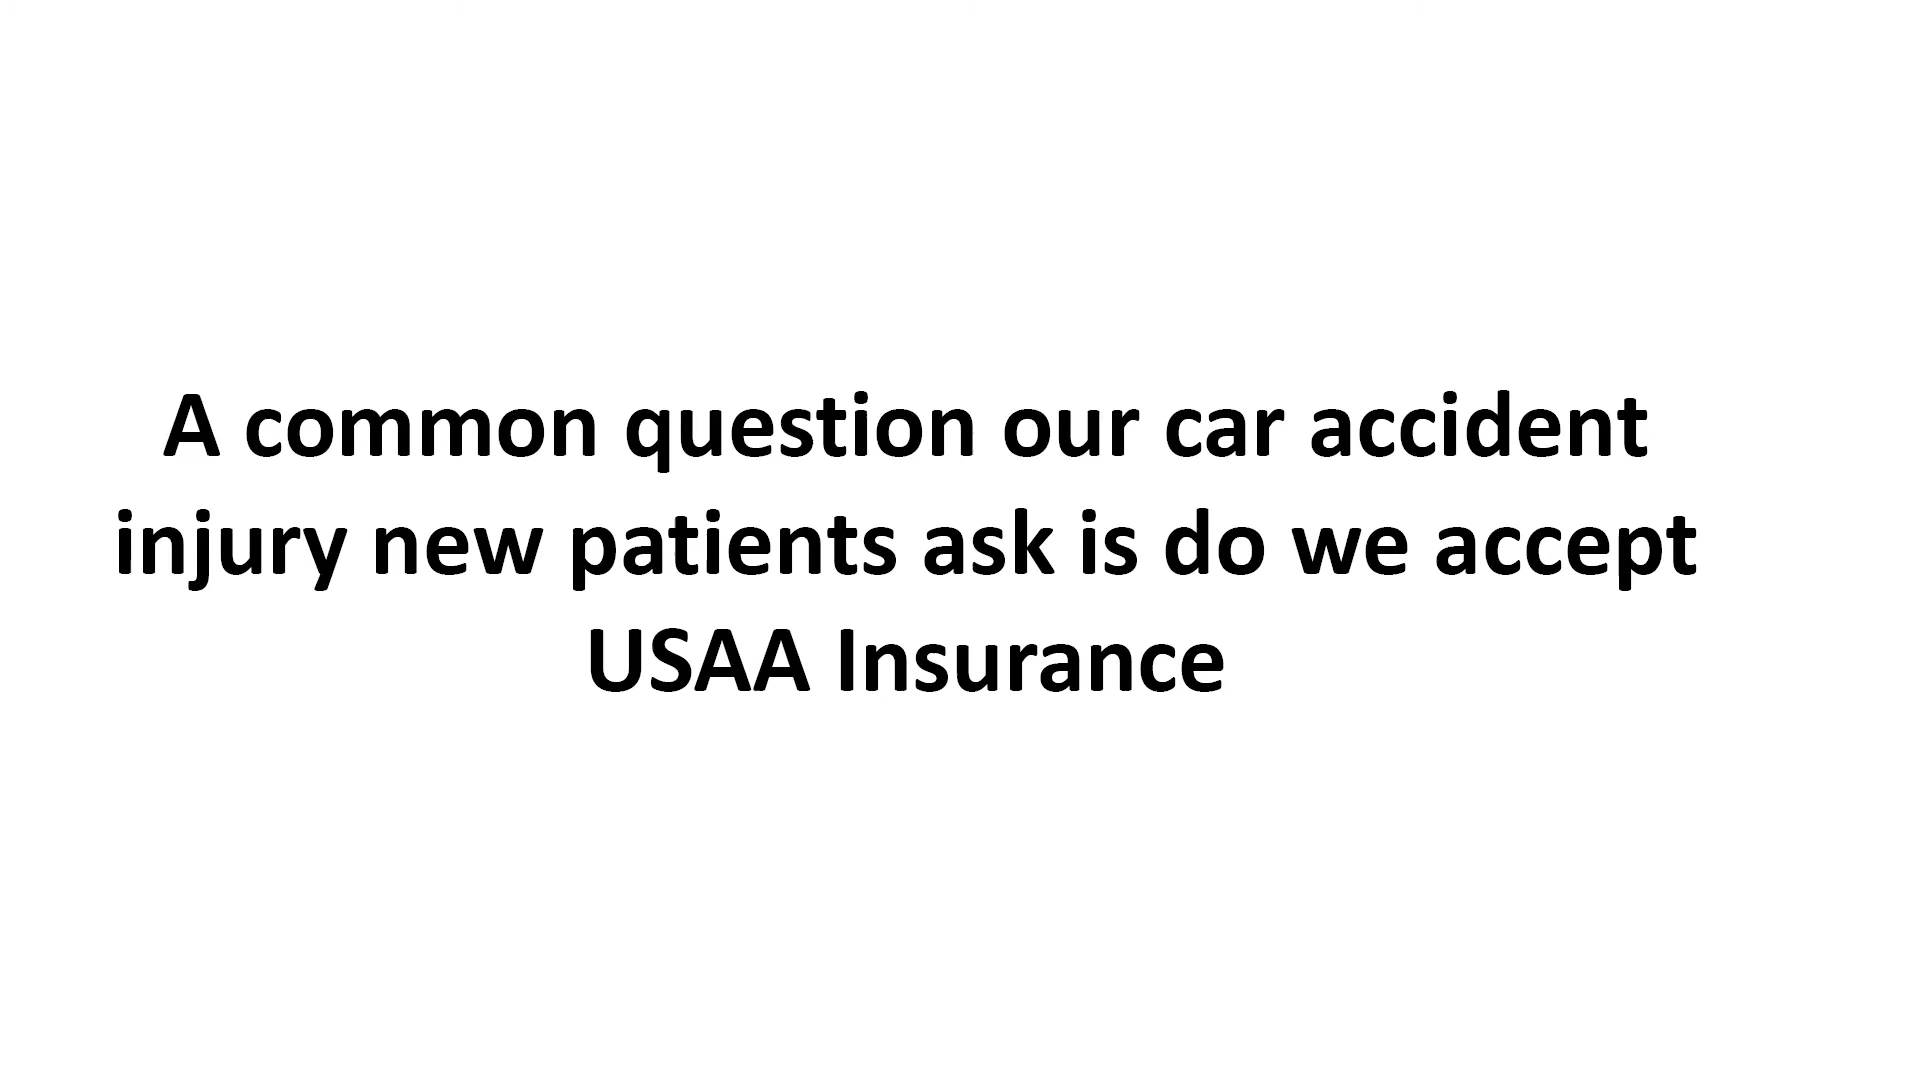 A common question our car accident
injury new patients ask is do we accept
USAA Insurance